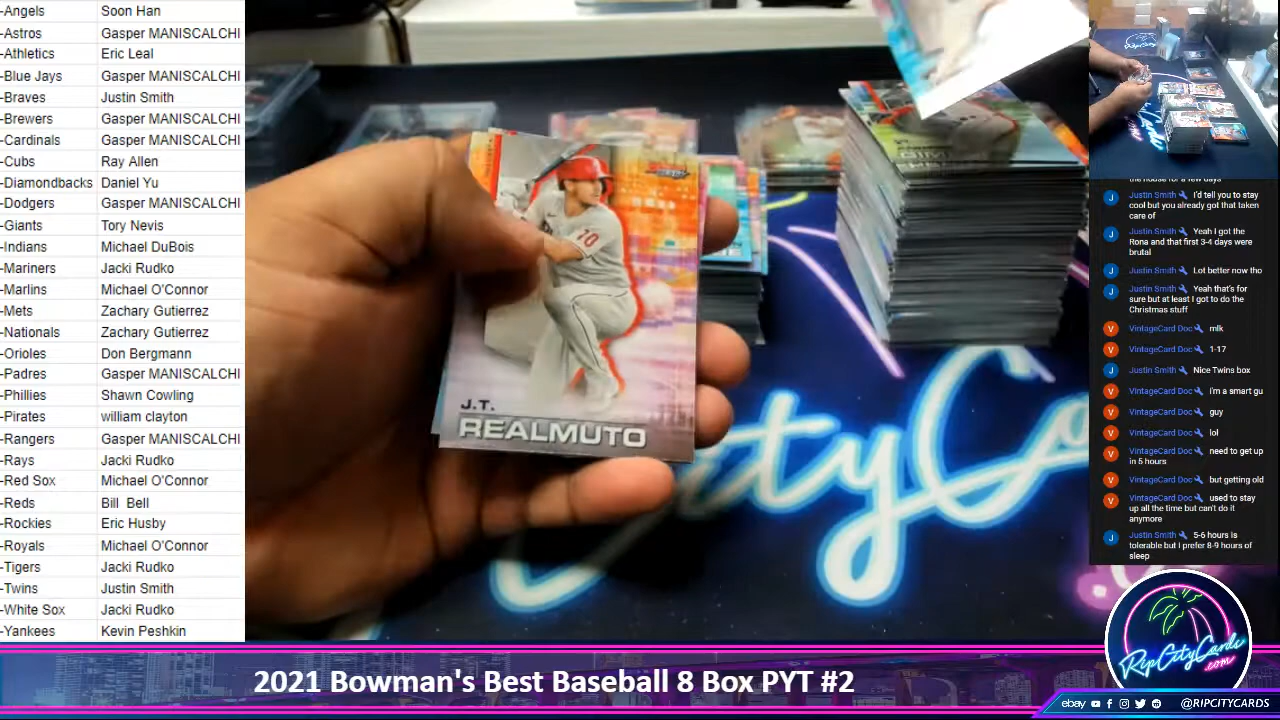 -Angels Soon Han
-Astros Gasper MANISCALCHI
-Athletics Eric Leal
-Blue Jays Gasper MANISCALCHI
-Braves Justin Smith
-Brewers Gasper MANISCALCHI
-Cardinals Gasper MANISCALCHI
-Cubs Ray Allen
-Diamondbacks Daniel Yu
-Dodgers Gasper MANISCALCHI
-Giants Tory Nevis
-Indians Michael DuBois
-Mariners Jacki Rudko
-Marlins Michael O'Connor
-Mets Zachary Gutierrez
-Nationals Zachary Gutierrez
-Orioles Don Bergmann
-Padres Gasper MANISCALCHI
-Phillies Shawn Cowling
-Pirates william clayton
-Rangers Gasper MANISCALCHI
-Rays Jacki Rudko
-Red Sox Michael O'Connor
-Reds Bill Bell
-Rockies Eric Husby
-Royals Michael O'Connor
-Tigers Jacki Rudko
-Twins Justin Smith
-White Sox Jacki Rudko
-Yankees Kevin Peshkin
10
J.T.
REALMUTO
the house for a few days
J Justin Smith I'd tell you to stay
cool but you already got that taken
care of
J Justin Smith Yeah I got the
Rona and that first 3-4 days were
brutal
J Justin Smith Lot better now tho
J Justin Smith Yeah that's for
sure but at least I got to do the
Christmas stuff
V VintageCard Doc mlk
V VintageCard Doc 1-17
J Justin Smith Nice Twins box
V VintageCard Doc I'm a smart gu
V VintageCard Doc guy
V VintageCard Doc lol
V VintageCard Doc need to get up
in 5 hours
V VintageCard Doc but getting old
V VintageCard Doc used to stay
up all the time but can't do it
anymore
J Justin Smith 5-6 hours is
tolerable but I prefer 8-9 hours of
sleep
RipCityCards
.com
2021 Bowman's Best Baseball 8 Box PYT #2
ebay @RIPCITYCARDS